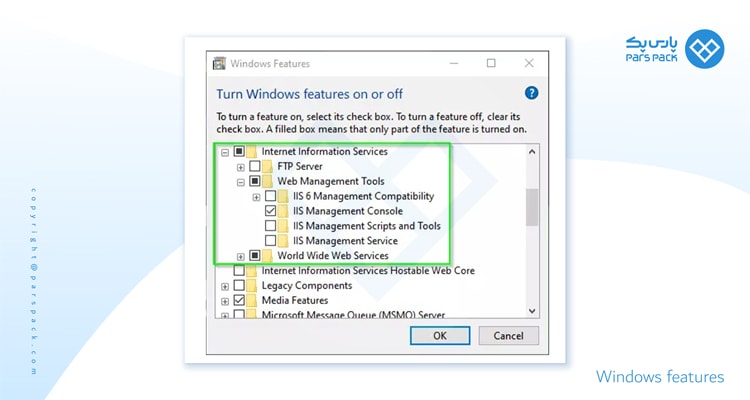 پارس پک
PARS PACK
Windows Features
Turn Windows features on or off
To turn a feature on, select its check box. To turn a feature off, clear its
check box. A filled box means that only part of the feature is turned on.
Internet Information Services
FTP Server
Web Management Tools
IIS 6 Management Compatibility
IIS Management Console
IIS Management Scripts and Tools
IIS Management Service
World Wide Web Services
Internet Information Services Hostable Web Core
Legacy Components
Media Features
Microsoft Message Queue (MSMO) Server
OK
Cancel
copyright@parspack.com
Windows features